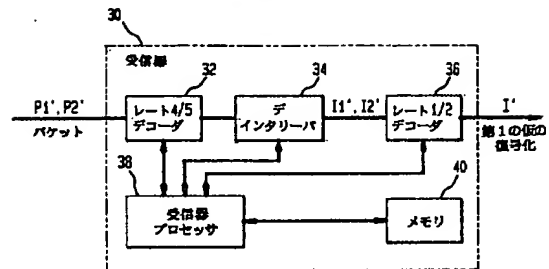 30
受信器
32
34
36
P1',P2'
パケット
レート4/5
デコーダ
デ
インタリーバ
I1',I2'
レート1/2
デコーダ
I'
第1の仮の
復号化
38
受信器
プロセッサ
40
メモリ